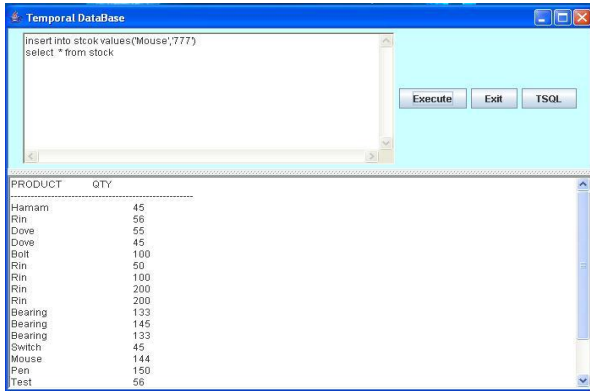 Temporal DataBase
insert into stcok values('Mouse','777')
select * from stock
Execute Exit TSQL
PRODUCT QTY
Hamam 45
Rin 56
Dove 55
Dove 45
Bolt 100
Rin 50
Rin 100
Rin 200
Rin 200
Bearing 133
Bearing 145
Bearing 133
Switch 45
Mouse 144
Pen 150
Test 56